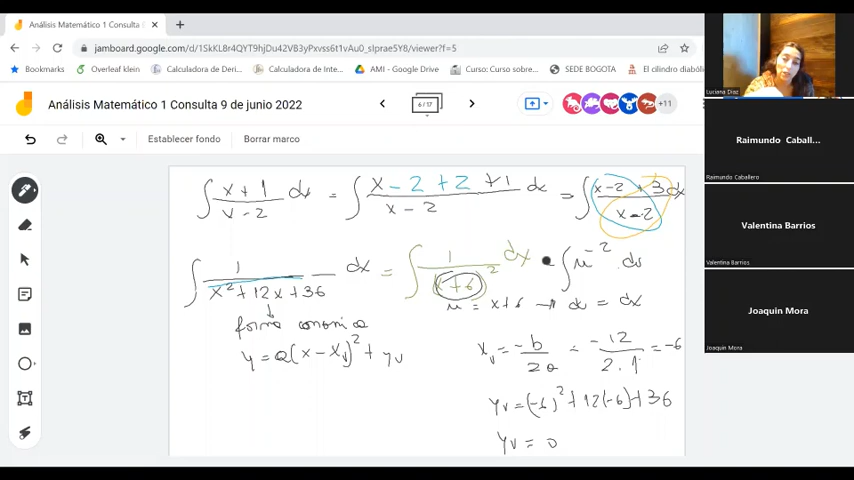 Análisis Matemático 1 Consulta 9
jamboard.google.com/d/1SkKL8r4QYT9hjDu42VB3yPxvss6t1vAu0_sIprae5Y8/viewer?f=5
Bookmarks Overleaf klein Calculadora de Deri... Calculadora de Inte... AMI - Google Drive Curso: Curso sobre... SEDE BOGOTA El cilindro diaból
Análisis Matemático 1 Consulta 9 de junio 2022 6 / 17 +11
Establecer fondo Borrar marco
∫ x + 1 / x - 2 dx = ∫ x - 2 + 2 + 1 / x - 2 dx = ∫ x - 2 + 3 / x - 2 dx
∫ 1 / x² + 12x + 36 dx = ∫ 1 / (x+6)² dx = ∫ u⁻² du
u = x+6 → du = dx
forma canonica
y = a(x - xᵥ)² + yᵥ
xᵥ = -b / 2a = -12 / 2.1 = -6
yᵥ = (-6)² + 12(-6) + 36
yᵥ = 0
Luciana Diaz
Raimundo Caball...
Raimundo Caballero
Valentina Barrios
Valentina Barrios
Joaquin Mora
Joaquin Mora